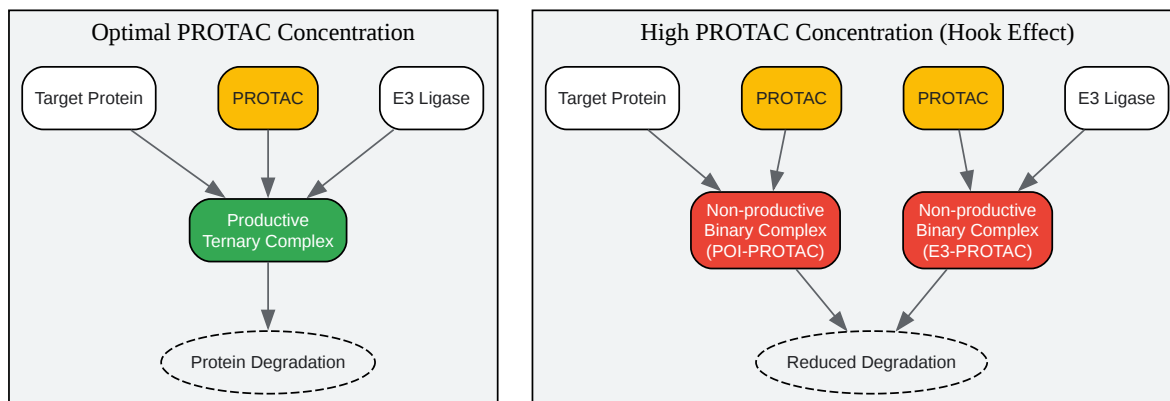 Optimal PROTAC Concentration
Target Protein
PROTAC
E3 Ligase
Productive
Ternary Complex
Protein Degradation
High PROTAC Concentration (Hook Effect)
Target Protein
PROTAC
PROTAC
E3 Ligase
Non-productive
Binary Complex
(POI-PROTAC)
Non-productive
Binary Complex
(E3-PROTAC)
Reduced Degradation